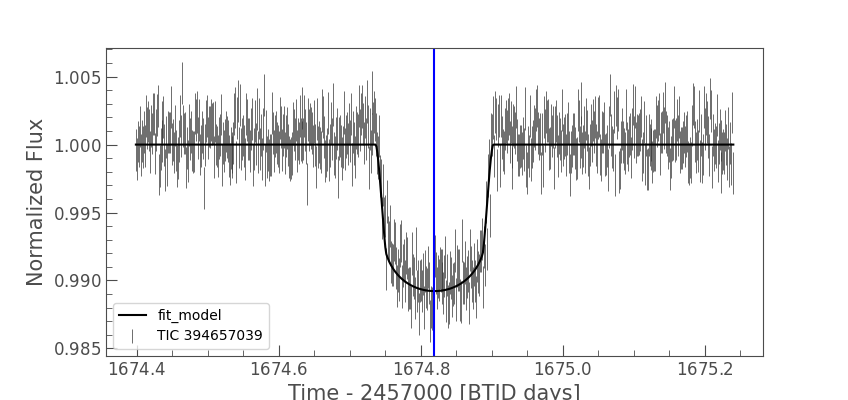 Normalized Flux
1.005
1.000
0.995
0.990
0.985
fit_model
TIC 394657039
1674.4 1674.6 1674.8 1675.0 1675.2
Time - 2457000 [BTJD days]